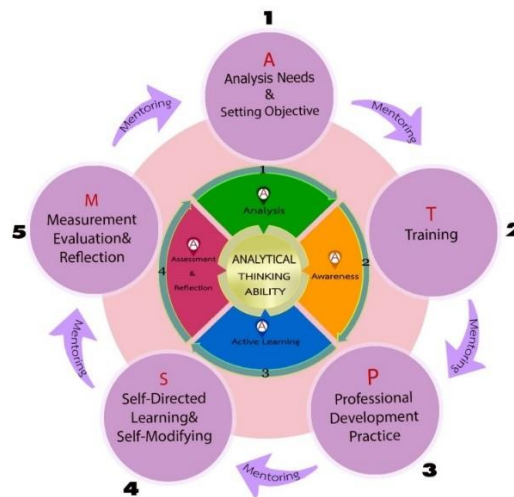 1
A
Analysis Needs
&
Setting Objective
Mentoring
T
Training
2
Mentoring
P
Professional
Development
Practice
3
Mentoring
S
Self-Directed
Learning&
Self-Modifying
4
Mentoring
M
Measurement
Evaluation&
Reflection
5
Mentoring
1
A
Analysis
2
A
Awareness
3
A
Active Learning
4
A
Assessment
&
Reflection
ANALYTICAL
THINKING
ABILITY